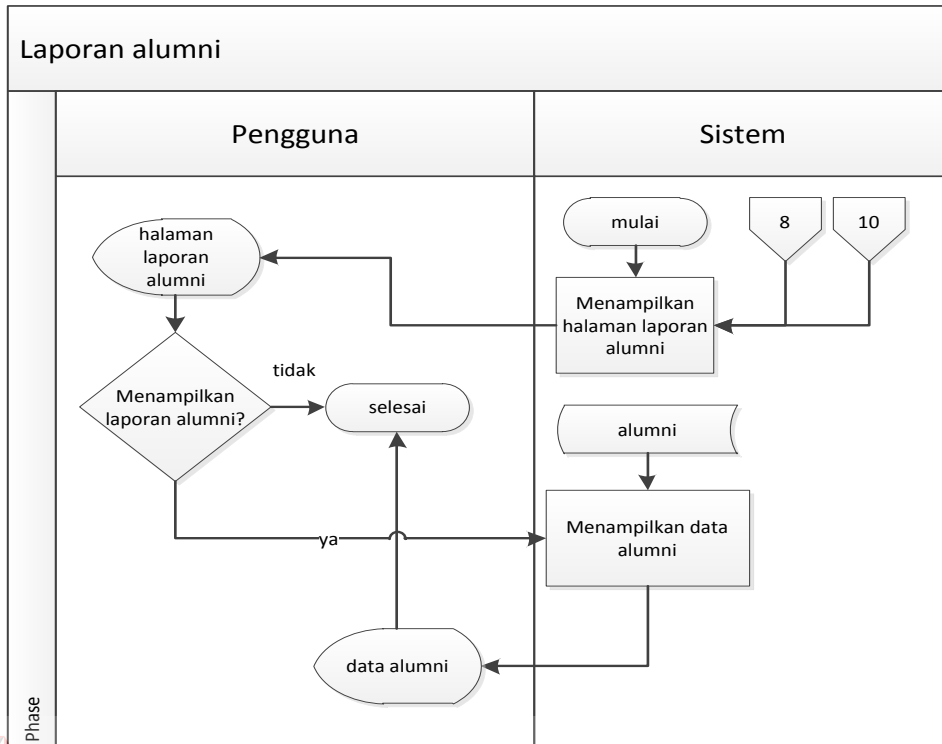 Laporan alumni
Pengguna
Sistem
mulai
8
10
halaman
laporan
alumni
Menampilkan
halaman laporan
alumni
Menampilkan
laporan alumni?
tidak
selesai
alumni
ya
Menampilkan data
alumni
data alumni
Phase